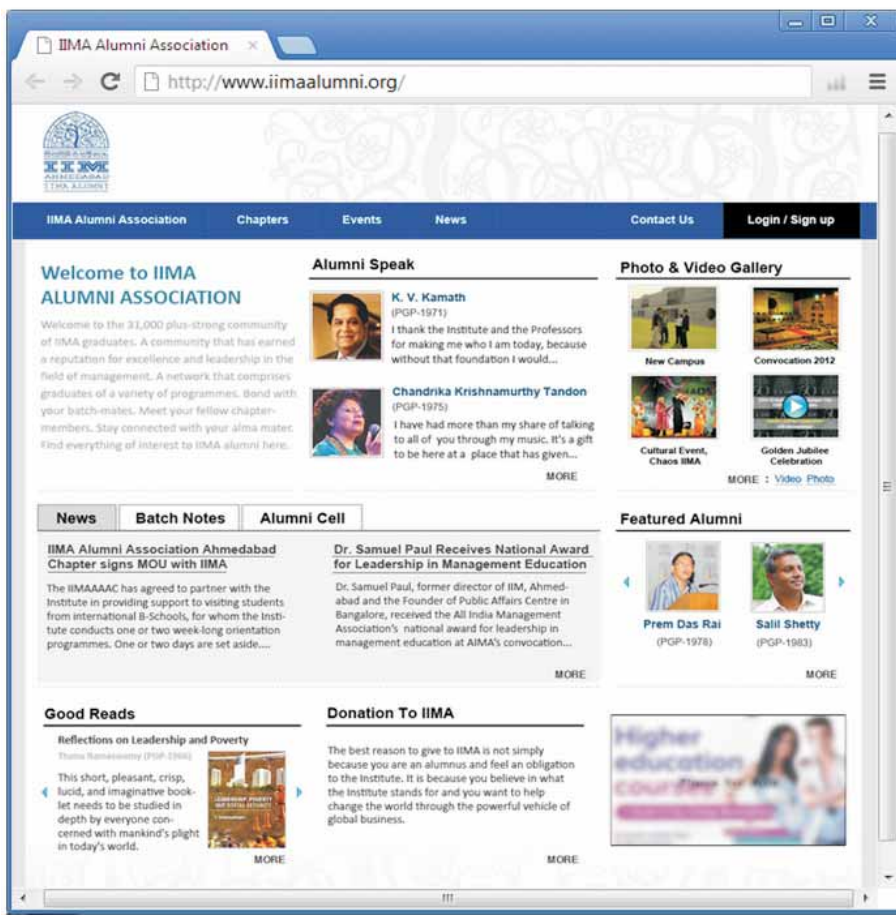 IIMA Alumni Association
http://www.iimaalumni.org/
IIM
AHMEDABAD
IIMA ALUMNI
IIMA Alumni Association
Chapters
Events
News
Contact Us
Login / Sign up
Welcome to IIMA
ALUMNI ASSOCIATION
Welcome to the 31,000 plus-strong community
of IIMA graduates. A community that has earned
a reputation for excellence and leadership in the
field of management. A network that comprises
graduates of a variety of programmes. Bond with
your batch-mates. Meet your fellow chapter-
members. Stay connected with your alma mater.
Find everything of interest to IIMA alumni here.
Alumni Speak
K. V. Kamath
(PGP-1971)
I thank the Institute and the Professors
for making me who I am today, because
without that foundation I would...
Chandrika Krishnamurthy Tandon
(PGP-1975)
I have had more than my share of talking
to all of you through my music. It's a gift
to be here at a place that has given...
MORE
Photo & Video Gallery
New Campus
Convocation 2012
Cultural Event,
Chaos IIMA
Golden Jubilee
Celebration
MORE : Video Photo
News
Batch Notes
Alumni Cell
IIMA Alumni Association Ahmedabad
Chapter signs MOU with IIMA
The IIMAAAAC has agreed to partner with the
Institute in providing support to visiting students
from international B-Schools, for whom the Insti-
tute conducts one or two week-long orientation
programmes. One or two days are set aside....
Dr. Samuel Paul Receives National Award
for Leadership in Management Education
Dr. Samuel Paul, former director of IIM, Ahmed-
abad and the Founder of Public Affairs Centre in
Bangalore, received the All India Management
Association's national award for leadership in
management education at AIMA's convocation...
MORE
Featured Alumni
Prem Das Rai
(PGP-1978)
Salil Shetty
(PGP-1983)
MORE
Good Reads
Reflections on Leadership and Poverty
(PGP-1966)
This short, pleasant, crisp,
lucid, and imaginative book-
let needs to be studied in
depth by everyone con-
cerned with mankind's plight
in today's world.
LEADERSHIP, POVERTY
MORE
Donation To IIMA
The best reason to give to IIMA is not simply
because you are an alumnus and feel an obligation
to the Institute. It is because you believe in what
the Institute stands for and you want to help
change the world through the powerful vehicle of
global business.
MORE
Higher
education
courses